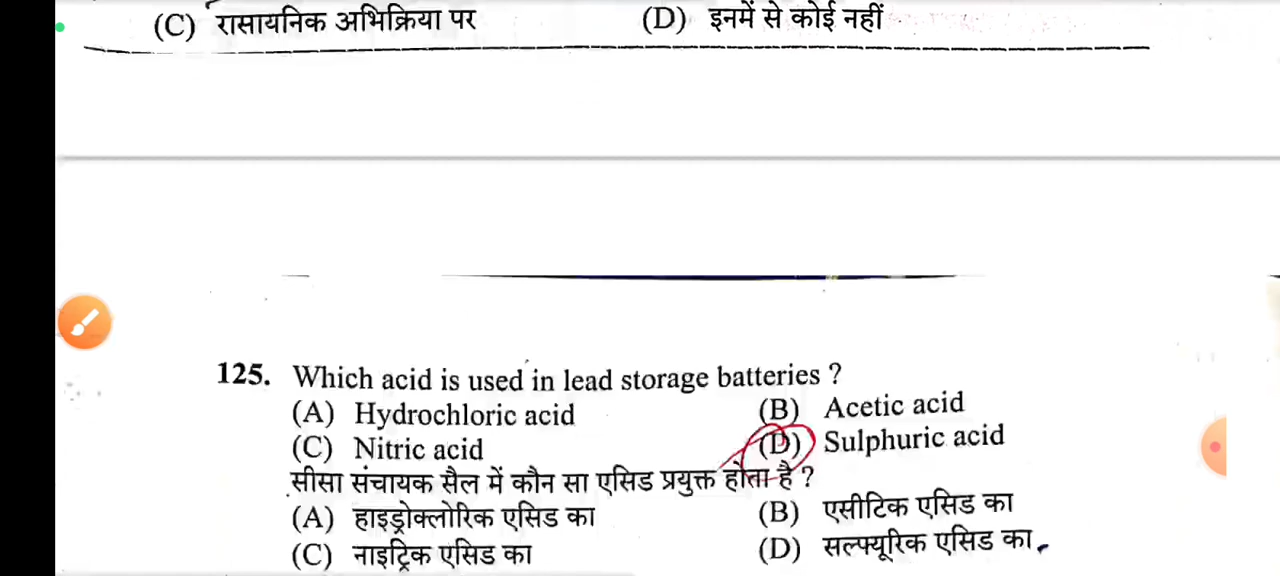 (C) रासायनिक अभिक्रिया पर (D) इनमें से कोई नहीं
125. Which acid is used in lead storage batteries ?
(A) Hydrochloric acid (B) Acetic acid
(C) Nitric acid (D) Sulphuric acid
सीसा संचायक सैल में कौन सा एसिड प्रयुक्त होता है ?
(A) हाइड्रोक्लोरिक एसिड का (B) एसीटिक एसिड का
(C) नाइट्रिक एसिड का (D) सल्फ्यूरिक एसिड का